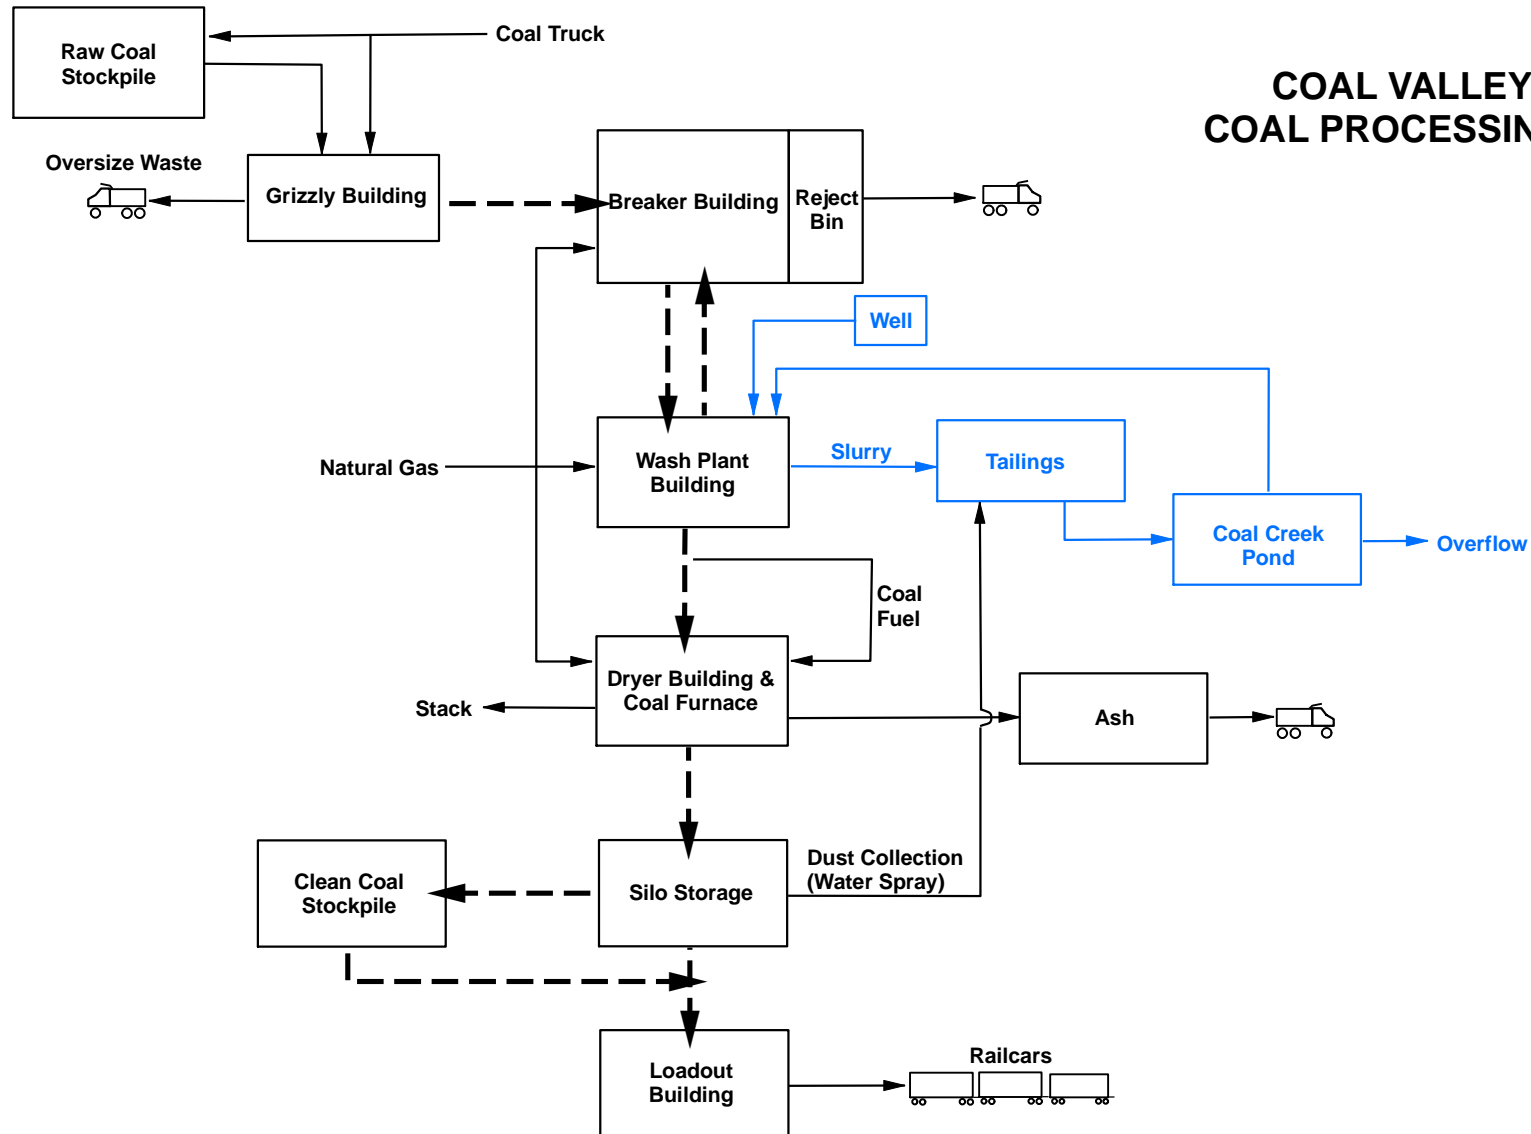 Coal Truck
Raw Coal
Stockpile
COAL VALLEY
COAL PROCESSIN
Oversize Waste
Grizzly Building
Breaker Building
Reject
Bin
Well
Natural Gas
Wash Plant
Building
Slurry
Tailings
Coal Creek
Pond
Overflow
Coal
Fuel
Dryer Building &
Coal Furnace
Stack
Ash
Clean Coal
Stockpile
Silo Storage
Dust Collection
(Water Spray)
Loadout
Building
Railcars